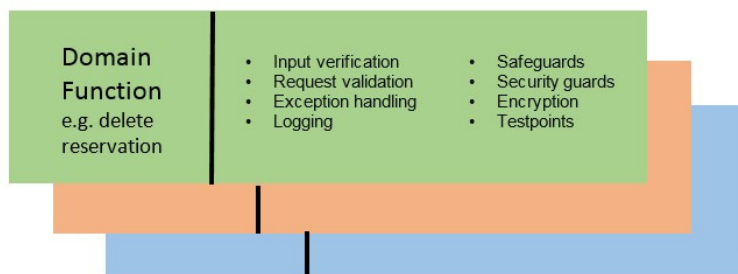 Domain
Function
e.g. delete
reservation
• Input verification
• Request validation
• Exception handling
• Logging
• Safeguards
• Security guards
• Encryption
• Testpoints